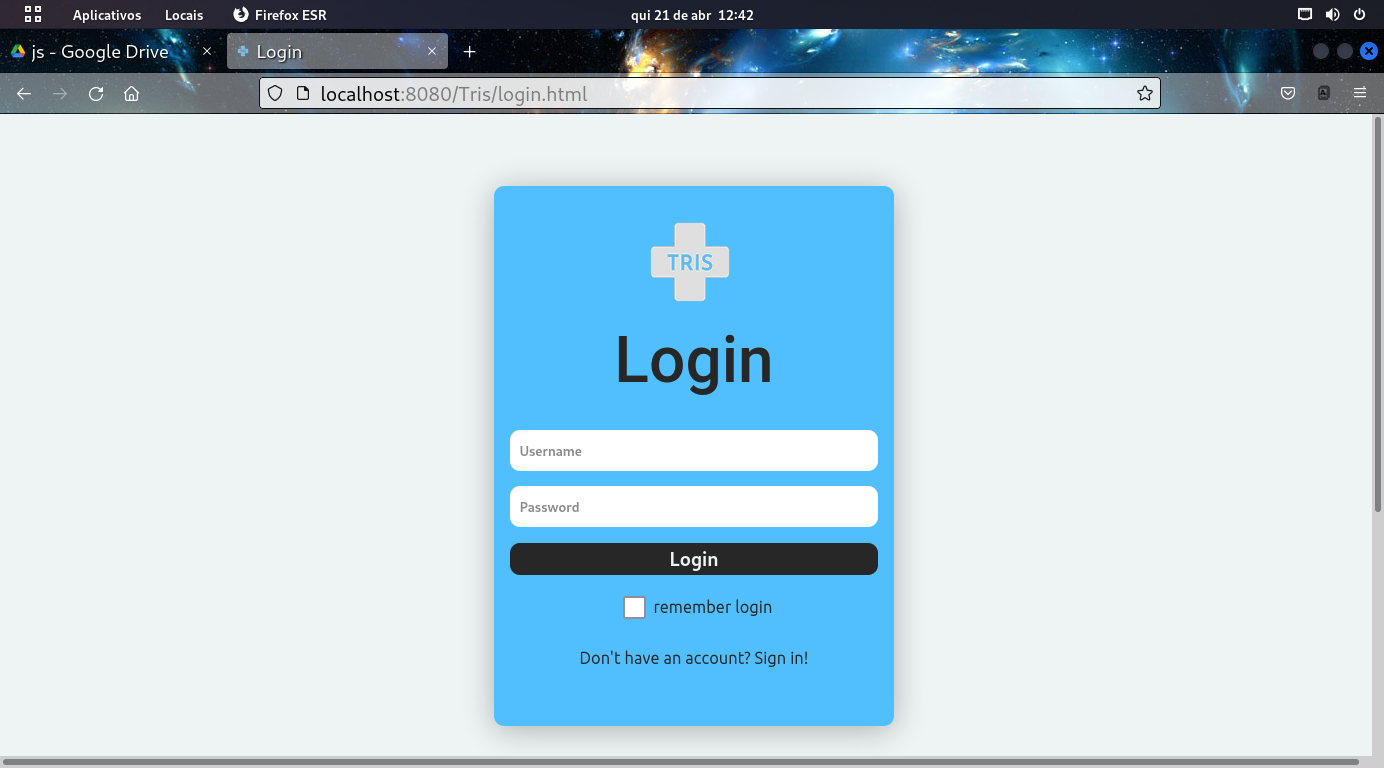 Aplicativos Locais Firefox ESR qui 21 de abr 12:42
js - Google Drive Login
localhost:8080/Tris/login.html
TRIS
Login
Username
Password
Login
remember login
Don't have an account? Sign in!